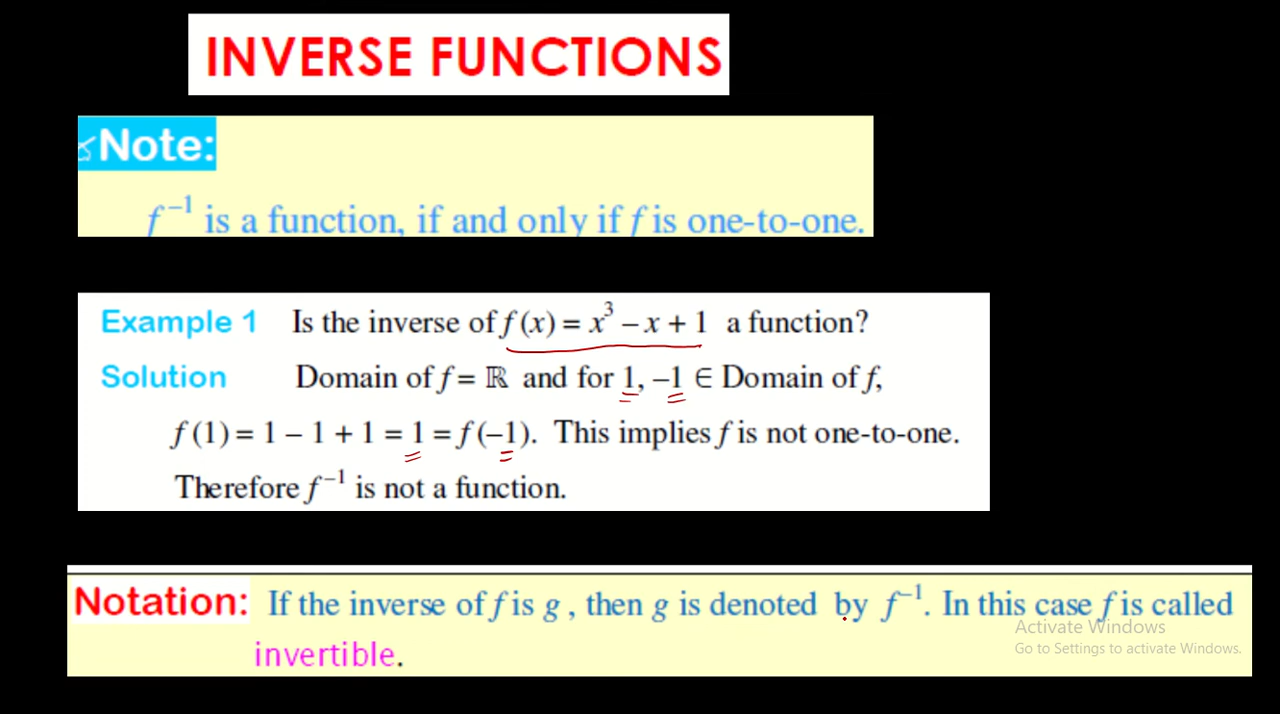 INVERSE FUNCTIONS
Note:
f⁻¹ is a function, if and only if f is one-to-one.
Example 1 Is the inverse of f (x) = x³ – x + 1 a function?
Solution Domain of f = ℝ and for 1, –1 ∈ Domain of f,
f (1) = 1 – 1 + 1 = 1 = f (–1). This implies f is not one-to-one.
Therefore f⁻¹ is not a function.
Notation: If the inverse of f is g , then g is denoted by f⁻¹. In this case f is called
invertible.
Activate Windows
Go to Settings to activate Windows.